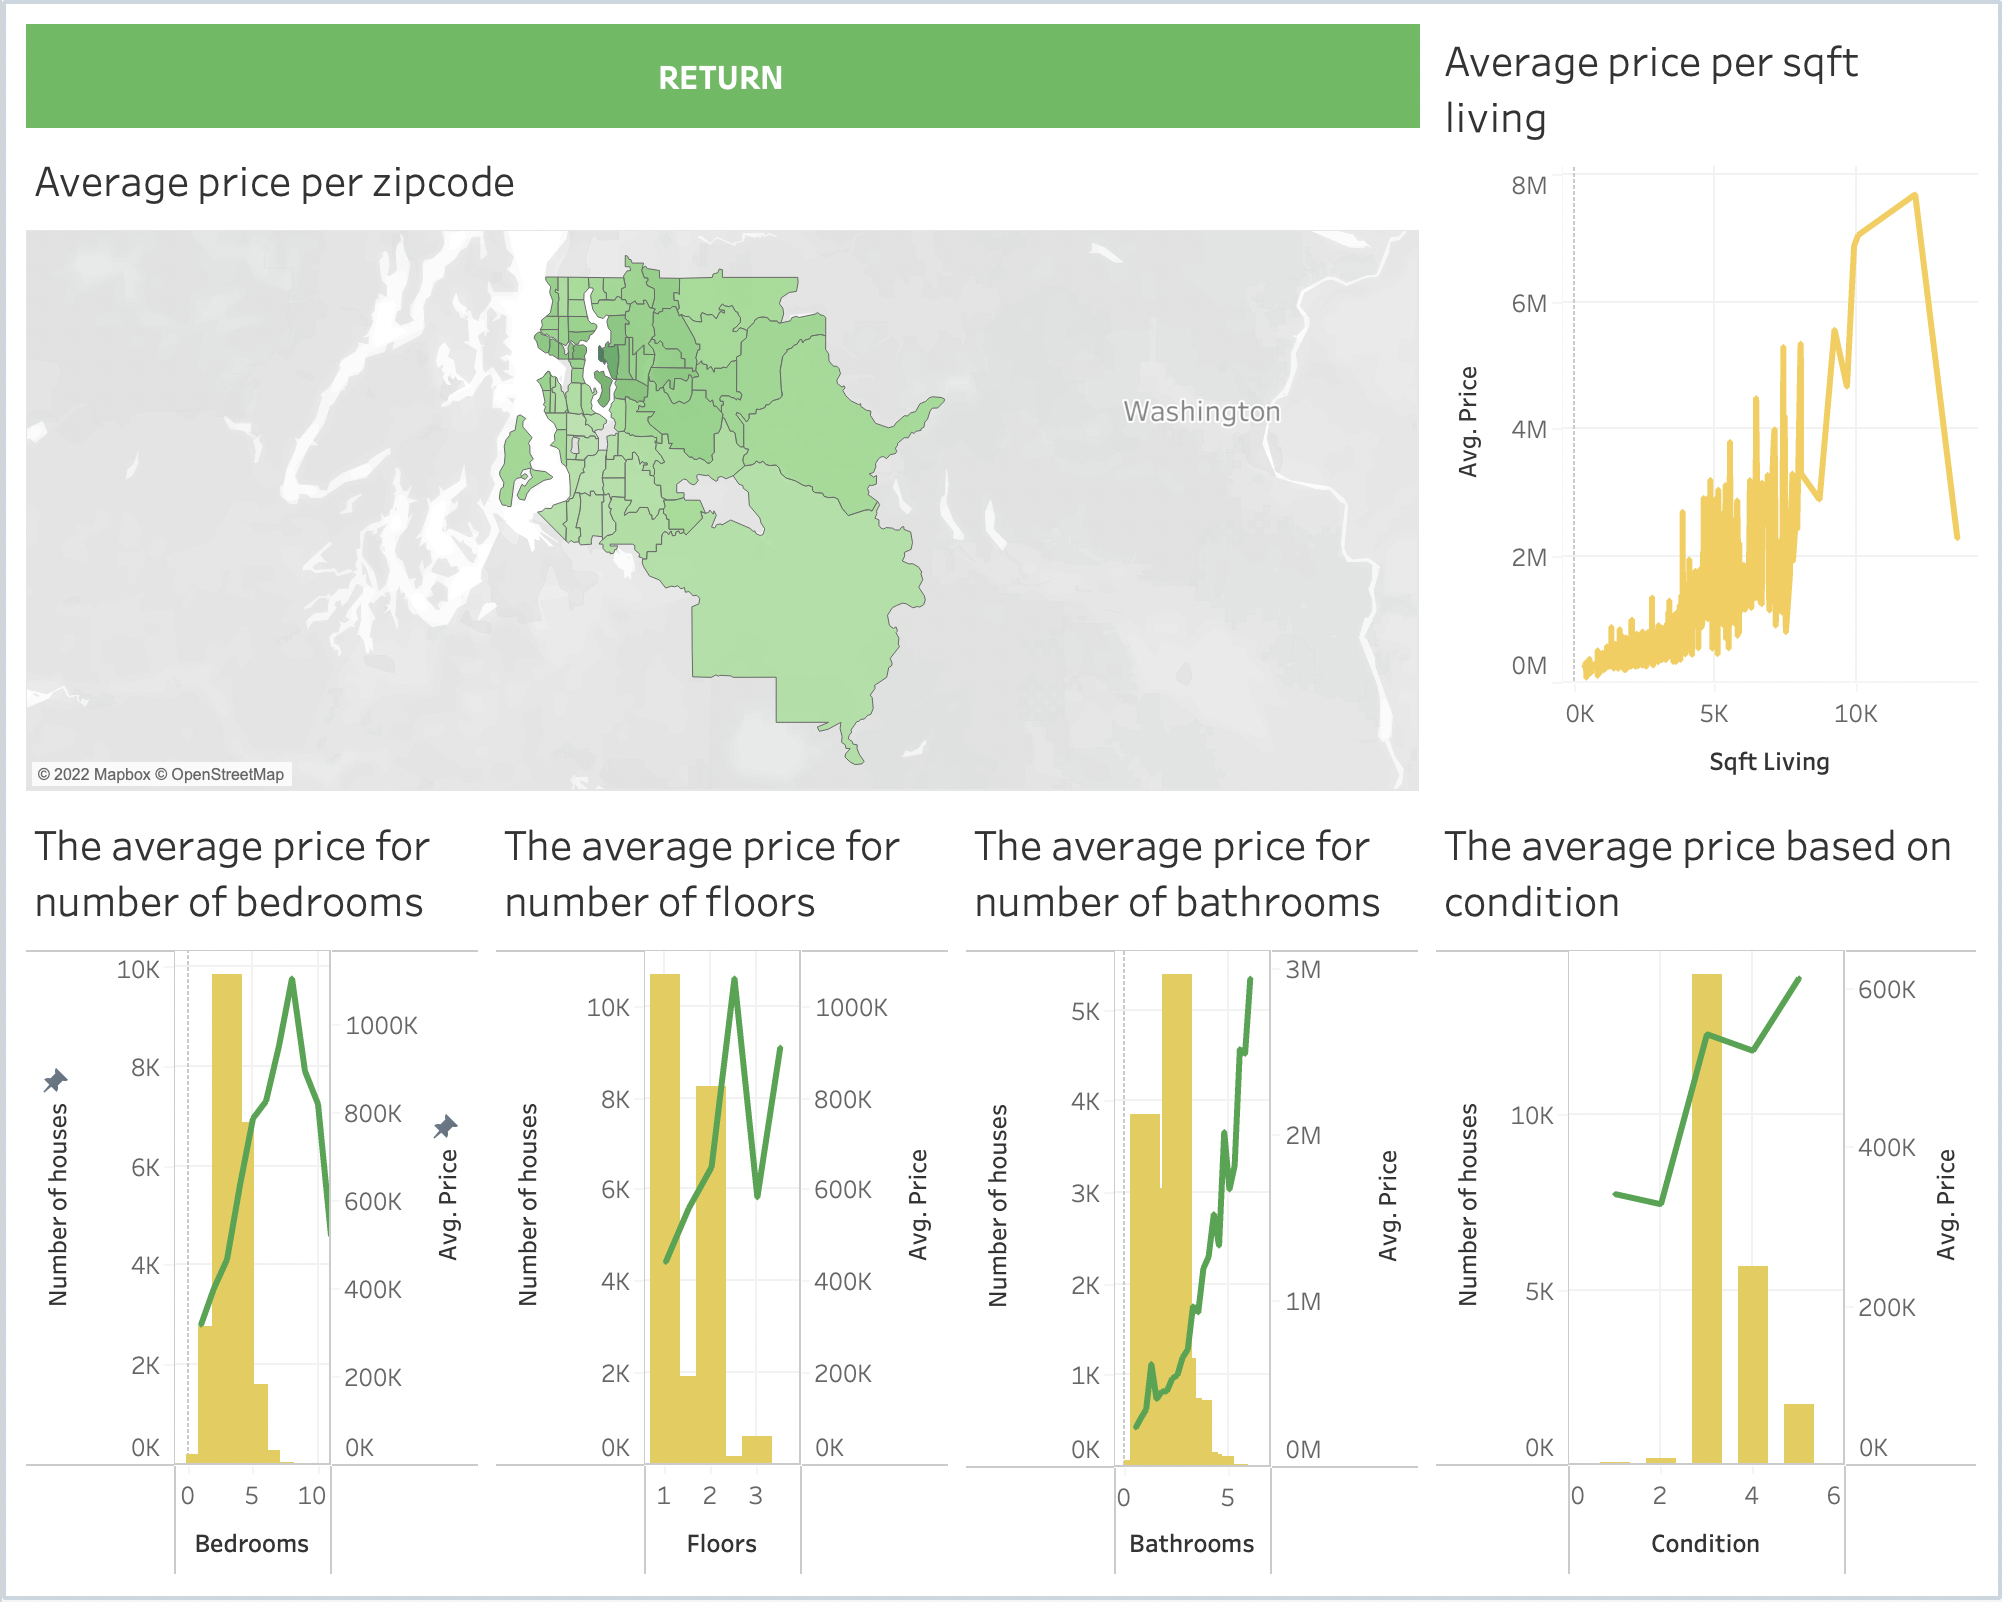 RETURN
Average price per sqft
living
Average price per zipcode
8M
6M
4M
2M
0M
Avg. Price
0K 5K 10K
Sqft Living
Washington
© 2022 Mapbox © OpenStreetMap
The average price for
number of bedrooms
10K
8K
6K
4K
2K
0K
Number of houses
1000K
800K
600K
400K
200K
0K
Avg. Price
0 5 10
Bedrooms
The average price for
number of floors
10K
8K
6K
4K
2K
0K
Number of houses
1000K
800K
600K
400K
200K
0K
Avg. Price
1 2 3
Floors
The average price for
number of bathrooms
5K
4K
3K
2K
1K
0K
Number of houses
3M
2M
1M
0M
Avg. Price
0 5
Bathrooms
The average price based on
condition
10K
5K
0K
Number of houses
600K
400K
200K
0K
Avg. Price
0 2 4 6
Condition